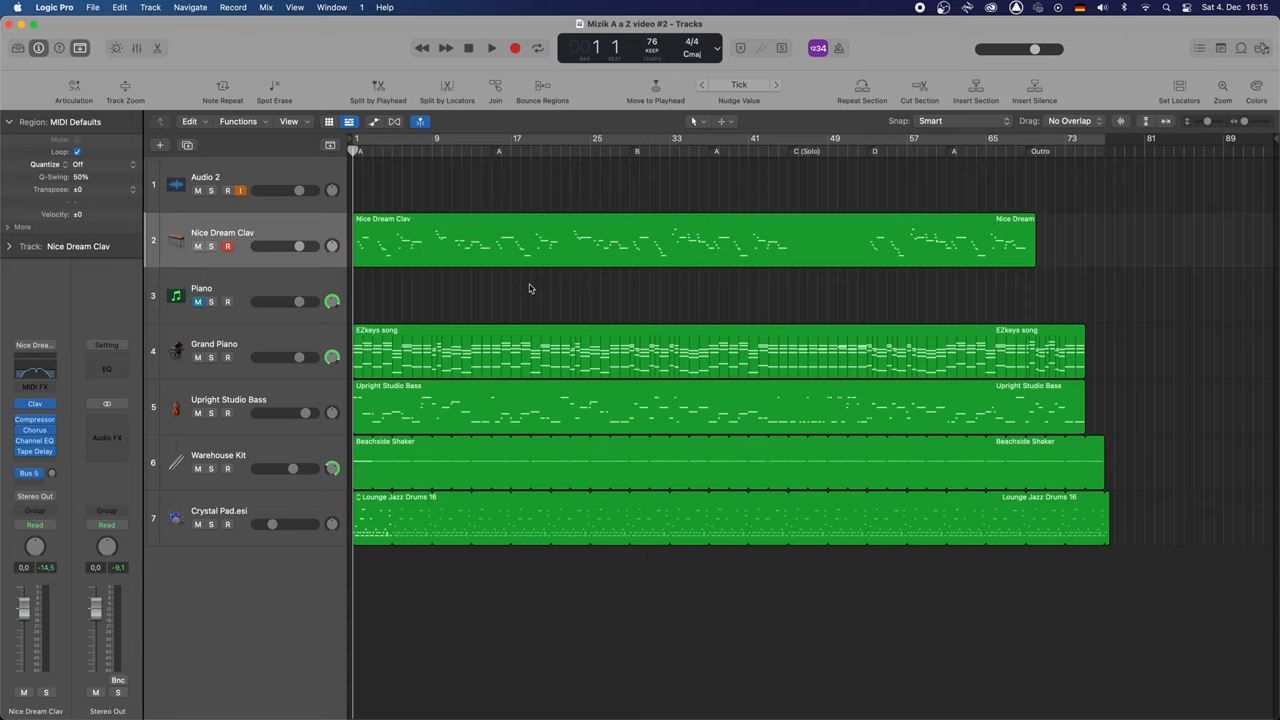 Logic Pro File Edit Track Navigate Record Mix View Window 1 Help Sat 4. Dec 16:15
Mizik A a Z video #2 - Tracks
001 1 76 4/4
KEEP Cmaj
BAR BEAT TEMPO
1234
Articulation Track Zoom Note Repeat Spot Erase Split by Playhead Split by Locators Join Bounce Regions Move to Playhead Tick Nudge Value Repeat Section Cut Section Insert Section Insert Silence Set Locators Zoom Colors
Region: MIDI Defaults Edit Functions View Snap: Smart Drag: No Overlap
Mute:
Loop:
Quantize Off
Q-Swing: 50%
Transpose: ±0
Velocity: ±0
More
Track: Nice Dream Clav
1 9 17 25 33 41 49 57 65 73 81 89
A A B A C (Solo) D A Outro
1 Audio 2
M S R I
2 Nice Dream Clav
M S R
Nice Dream Clav Nice Dream
3 Piano
M S R
4 Grand Piano
M S R
EZkeys song EZkeys song
5 Upright Studio Bass
M S R
Upright Studio Bass Upright Studio Bass
6 Warehouse Kit
M S R
Beachside Shaker Beachside Shaker
7 Crystal Pad.esi
M S R
Lounge Jazz Drums 16 Lounge Jazz Drums 16
Nice Drea... Setting
EQ
MIDI FX
Clav
Compressor
Chorus
Channel EQ
Tape Delay
Audio FX
Bus 5
Stereo Out
Group Group
Read Read
0,0 -14,5 0,0 -9,1
Bnc
M S M S
Nice Dream Clav Stereo Out